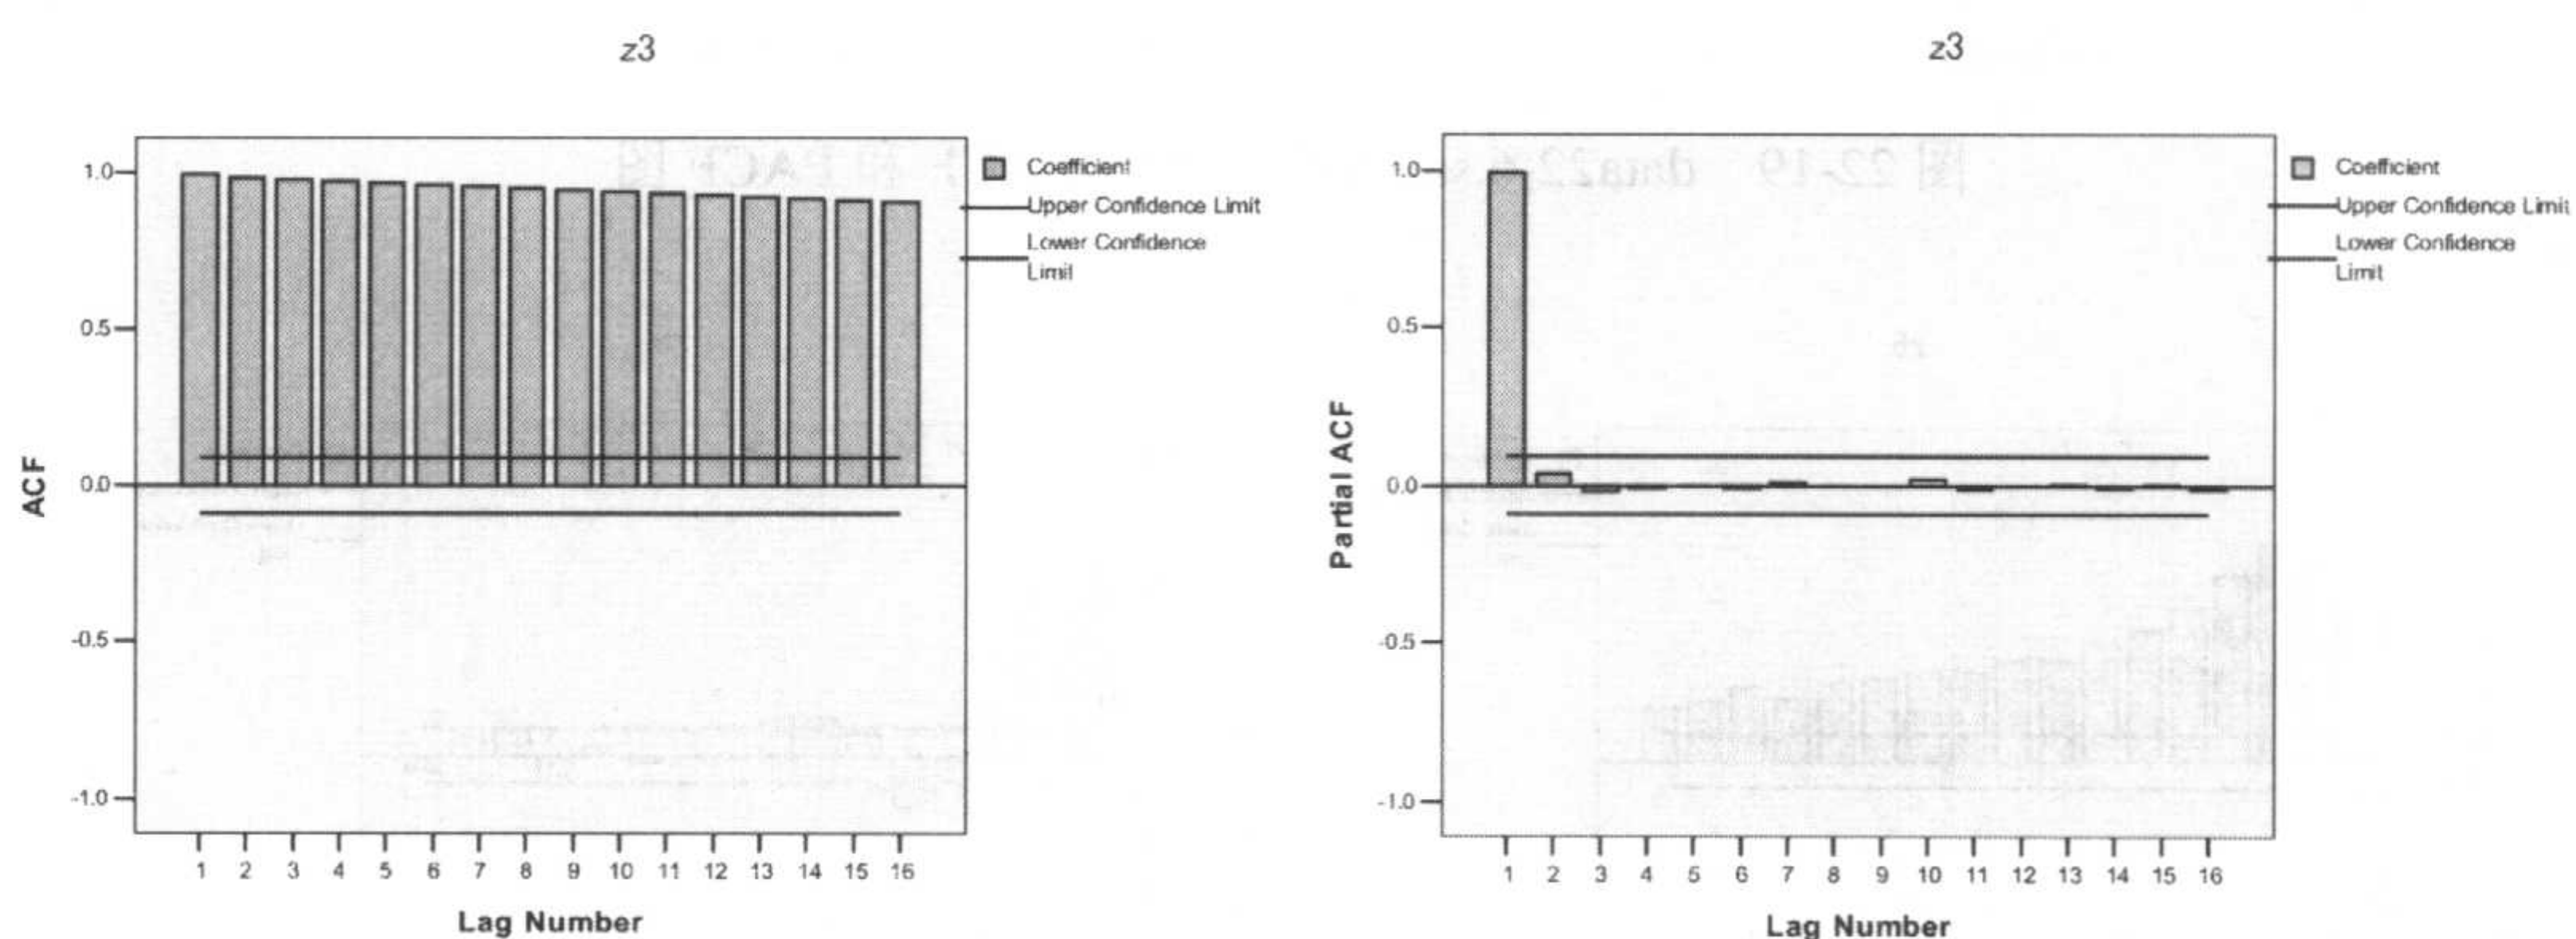 z3
1.0
0.5
0.0
-0.5
-1.0
ACF
1 2 3 4 5 6 7 8 9 10 11 12 13 14 15 16
Lag Number
Coefficient
Upper Confidence Limit
Lower Confidence
Limit
z3
1.0
0.5
0.0
-0.5
-1.0
Partial ACF
1 2 3 4 5 6 7 8 9 10 11 12 13 14 15 16
Lag Number
Coefficient
Upper Confidence Limit
Lower Confidence
Limit